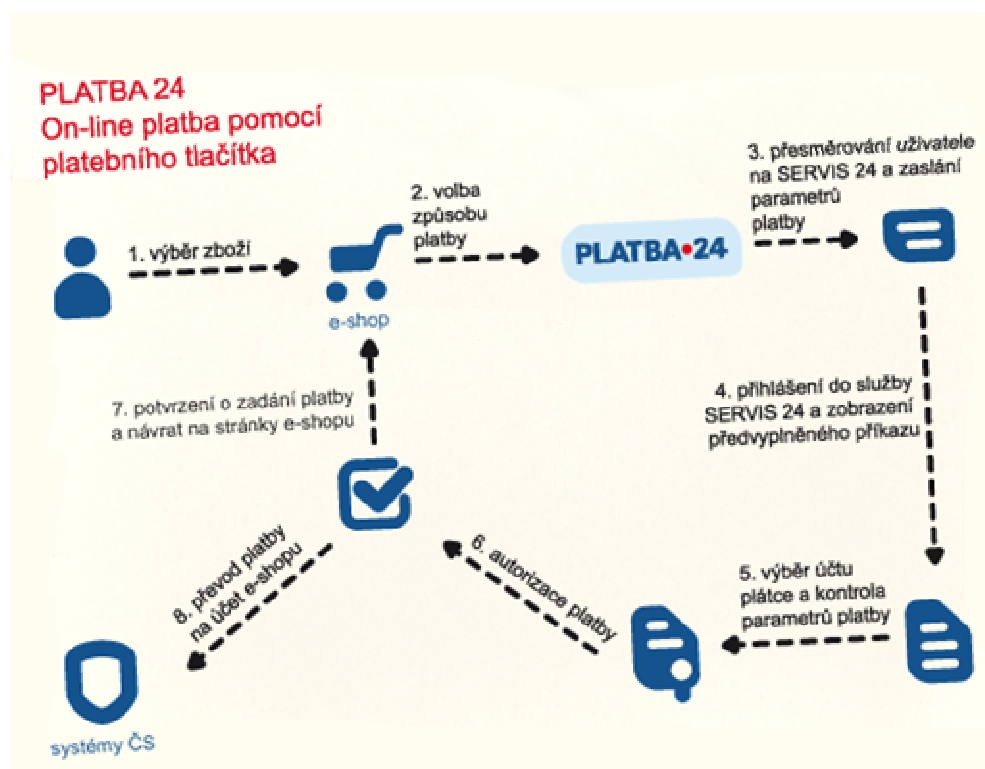 PLATBA 24
On-line platba pomocí
platebního tlačítka
1. výběr zboží
e-shop
2. volba
způsobu
platby
PLATBA•24
3. přesměrování uživatele
na SERVIS 24 a zaslání
parametrů
platby
4. přihlášení do služby
SERVIS 24 a zobrazení
předvyplněného příkazu
5. výběr účtu
plátce a kontrola
parametrů platby
6. autorizace platby
7. potvrzení o zadání platby
a návrat na stránky e-shopu
8. převod platby
na účet e-shopu
systémy ČS